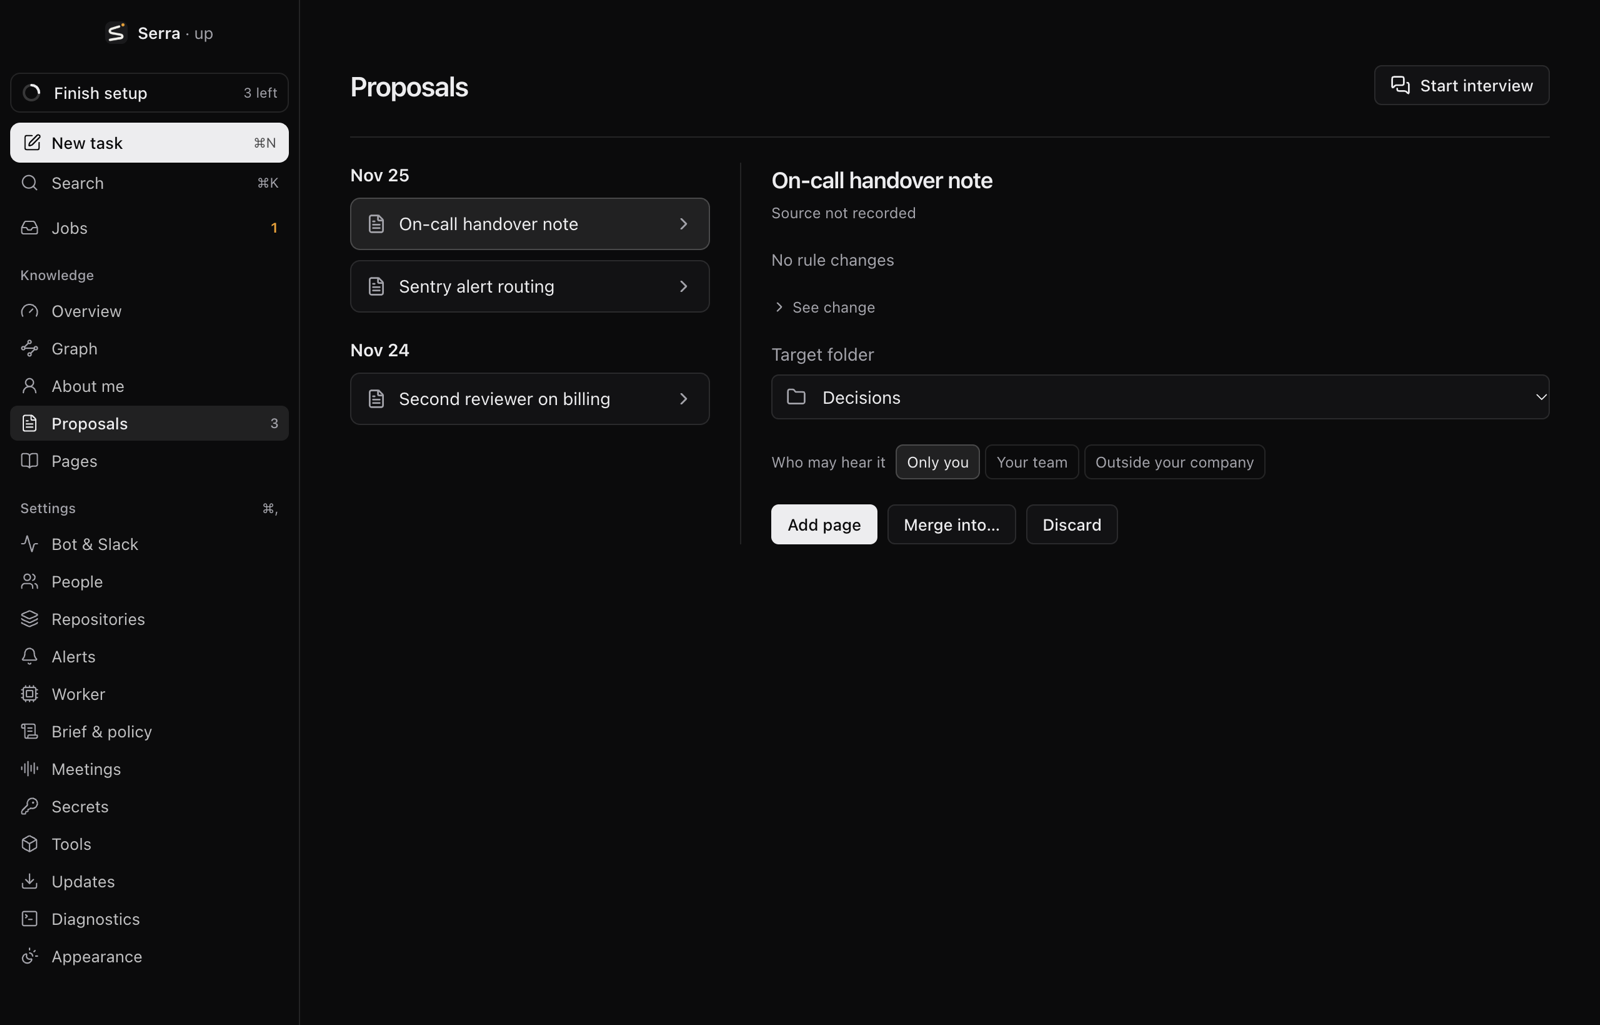 Serra · up
Finish setup 3 left
New task ⌘N
Search ⌘K
Jobs 1
Knowledge
Overview
Graph
About me
Proposals 3
Pages
Settings ⌘,
Bot & Slack
People
Repositories
Alerts
Worker
Brief & policy
Meetings
Secrets
Tools
Updates
Diagnostics
Appearance
Proposals
Start interview
Nov 25
On-call handover note
Sentry alert routing
Nov 24
Second reviewer on billing
On-call handover note
Source not recorded
No rule changes
See change
Target folder
Decisions
Who may hear it Only you Your team Outside your company
Add page Merge into... Discard